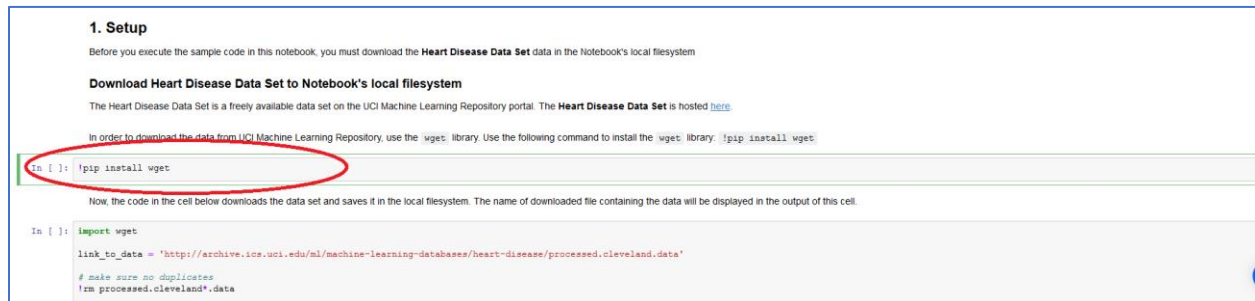 1. Setup
Before you execute the sample code in this notebook, you must download the Heart Disease Data Set data in the Notebook's local filesystem
Download Heart Disease Data Set to Notebook's local filesystem
The Heart Disease Data Set is a freely available data set on the UCI Machine Learning Repository portal. The Heart Disease Data Set is hosted here.
In order to download the data from UCI Machine Learning Repository, use the wget library. Use the following command to install the wget library: !pip install wget
In [ ]: !pip install wget
Now, the code in the cell below downloads the data set and saves it in the local filesystem. The name of downloaded file containing the data will be displayed in the output of this cell.
In [ ]: import wget
link_to_data = 'http://archive.ics.uci.edu/ml/machine-learning-databases/heart-disease/processed.cleveland.data'
# make sure no duplicates
!rm processed.cleveland*.data